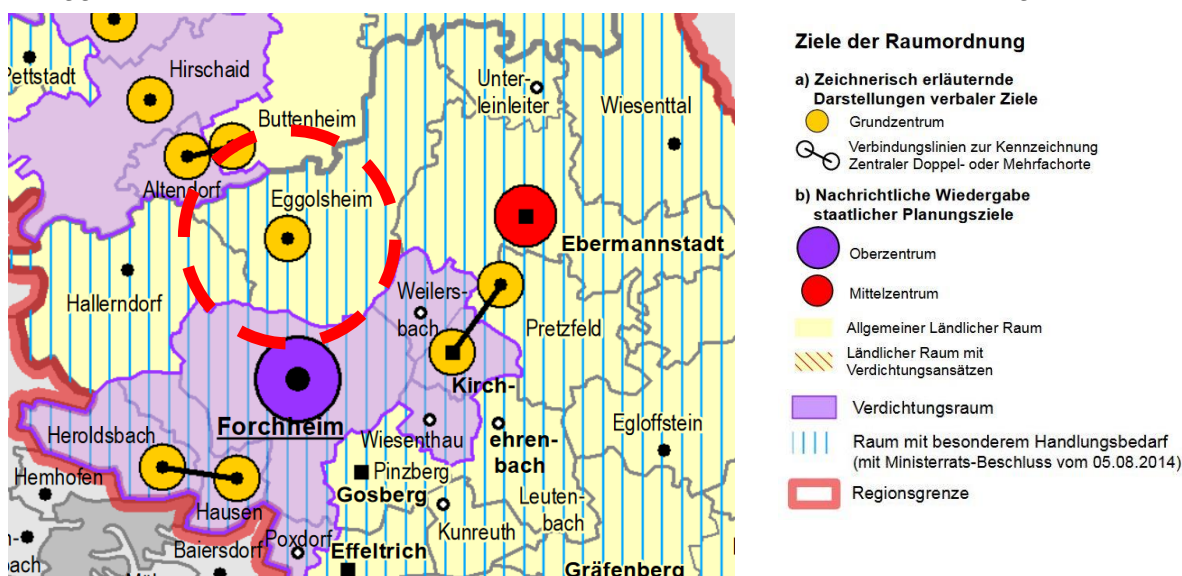 Pettstadt
Hirschaid
Buttenheim
Altendorf
Eggolsheim
Unter-
leinleiter
Wiesenttal
Ebermannstadt
Hallerndorf
Weilers-
bach
Pretzfeld
Kirch-
ehren-
bach
Forchheim
Wiesenthau
Egloffstein
Heroldsbach
Hemhofen
Hausen
Pinzberg
Gosberg
Leuten-
bach
Kunreuth
Baiersdorf
Poxdorf
Effeltrich
Gräfenberg
Ziele der Raumordnung
a) Zeichnerisch erläuternde
Darstellungen verbaler Ziele
Grundzentrum
Verbindungslinien zur Kennzeichnung
Zentraler Doppel- oder Mehrfachorte
b) Nachrichtliche Wiedergabe
staatlicher Planungsziele
Oberzentrum
Mittelzentrum
Allgemeiner Ländlicher Raum
Ländlicher Raum mit
Verdichtungsansätzen
Verdichtungsraum
Raum mit besonderem Handlungsbedarf
(mit Ministerrats-Beschluss vom 05.08.2014)
Regionsgrenze